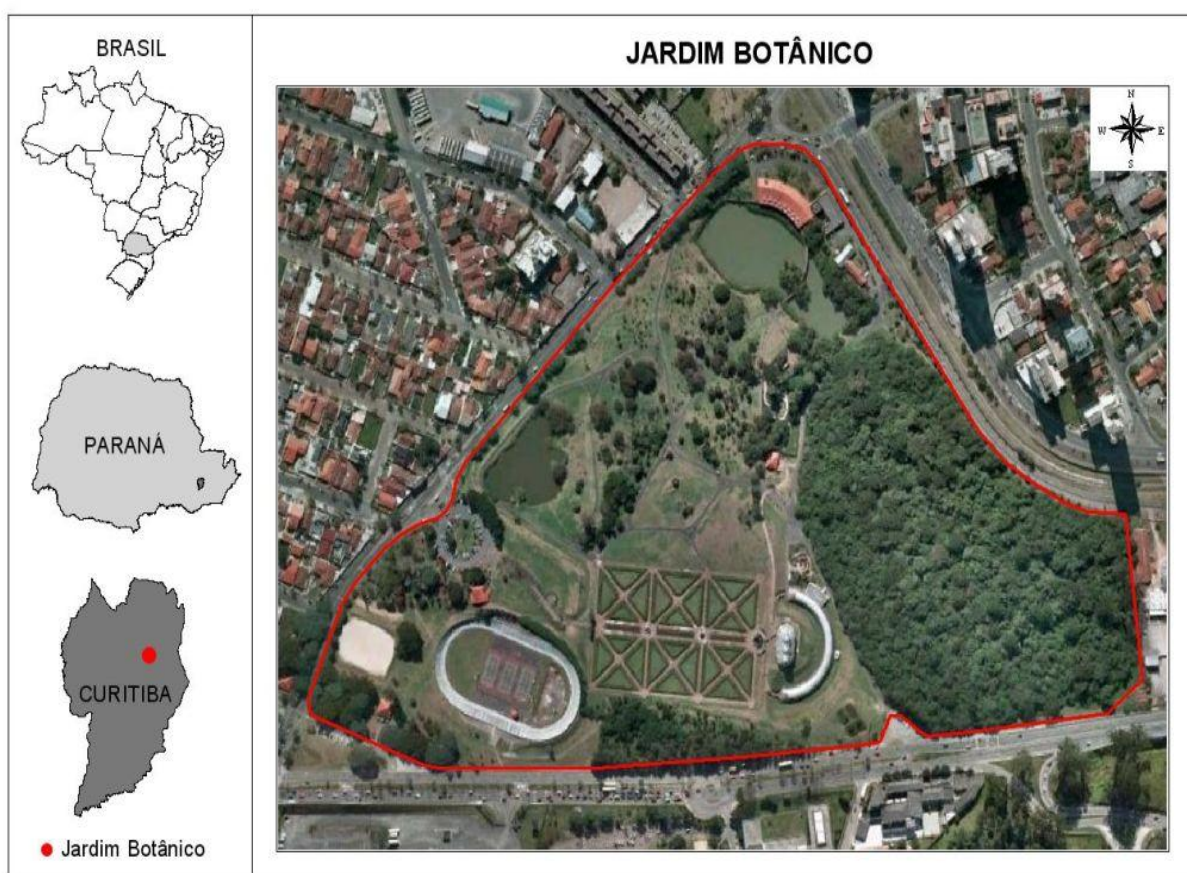 BRASIL
PARANÁ
CURITIBA
Jardim Botânico
JARDIM BOTÂNICO
N
W E
S